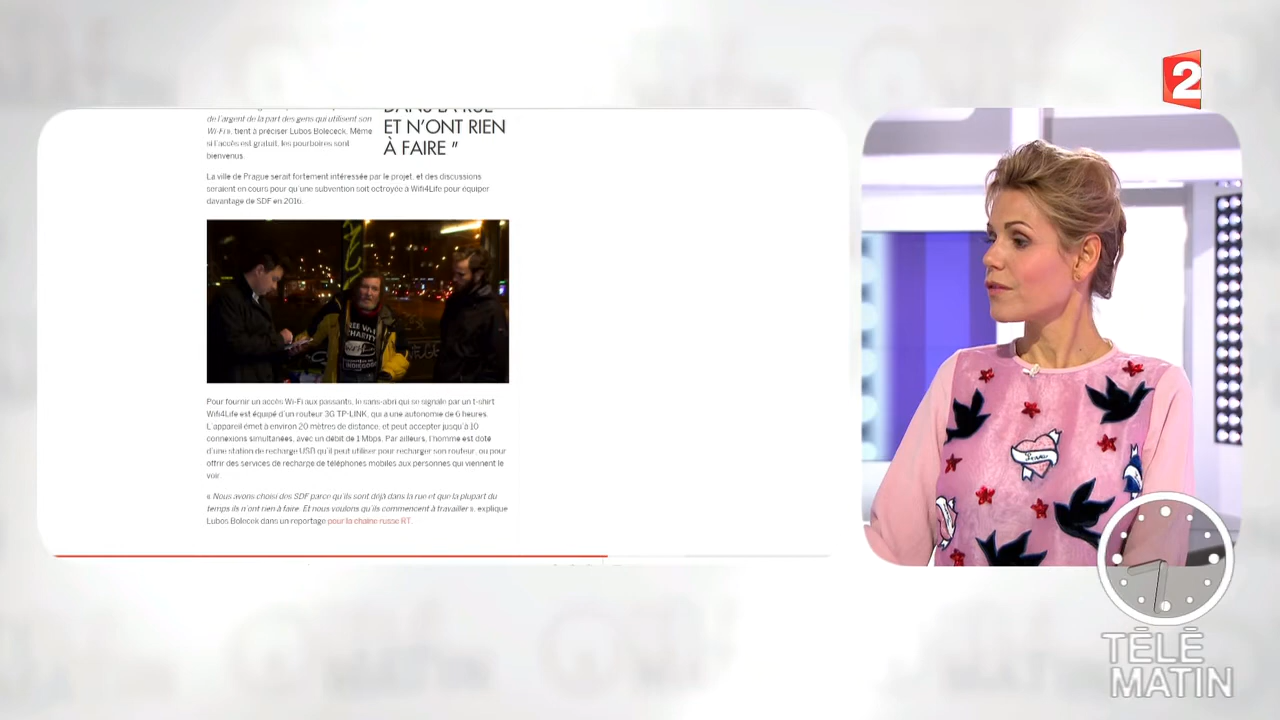 2
DANS LA RUE
ET N'ONT RIEN
À FAIRE "
de l'argent de la part des gens qui utilisent son
Wi-Fi », tient à préciser Lubos Bolececk. Même
si l'accès est gratuit, les pourboires sont
bienvenus.
La ville de Prague serait fortement intéressée par le projet, et des discussions
seraient en cours pour qu'une subvention soit octroyée à Wifi4Life pour équiper
davantage de SDF en 2016.
FREE WI-FI
CHARITY
Pour fournir un accès Wi-Fi aux passants, le sans-abri qui se signale par un t-shirt
Wifi4Life est équipé d'un routeur 3G TP-LINK, qui a une autonomie de 6 heures.
L'appareil émet à environ 20 mètres de distance, et peut accepter jusqu'à 10
connexions simultanées, avec un débit de 1 Mbps. Par ailleurs, l'homme est doté
d'une station de recharge USB qu'il peut utiliser pour recharger son routeur, ou pour
offrir des services de recharge de téléphones mobiles aux personnes qui viennent le
voir.
« Nous avons choisi des SDF parce qu'ils sont déjà dans la rue et que la plupart du
temps ils n'ont rien à faire. Et nous voulons qu'ils commencent à travailler », explique
Lubos Bolecek dans un reportage pour la chaîne russe RT.
TÉLÉ
MATIN